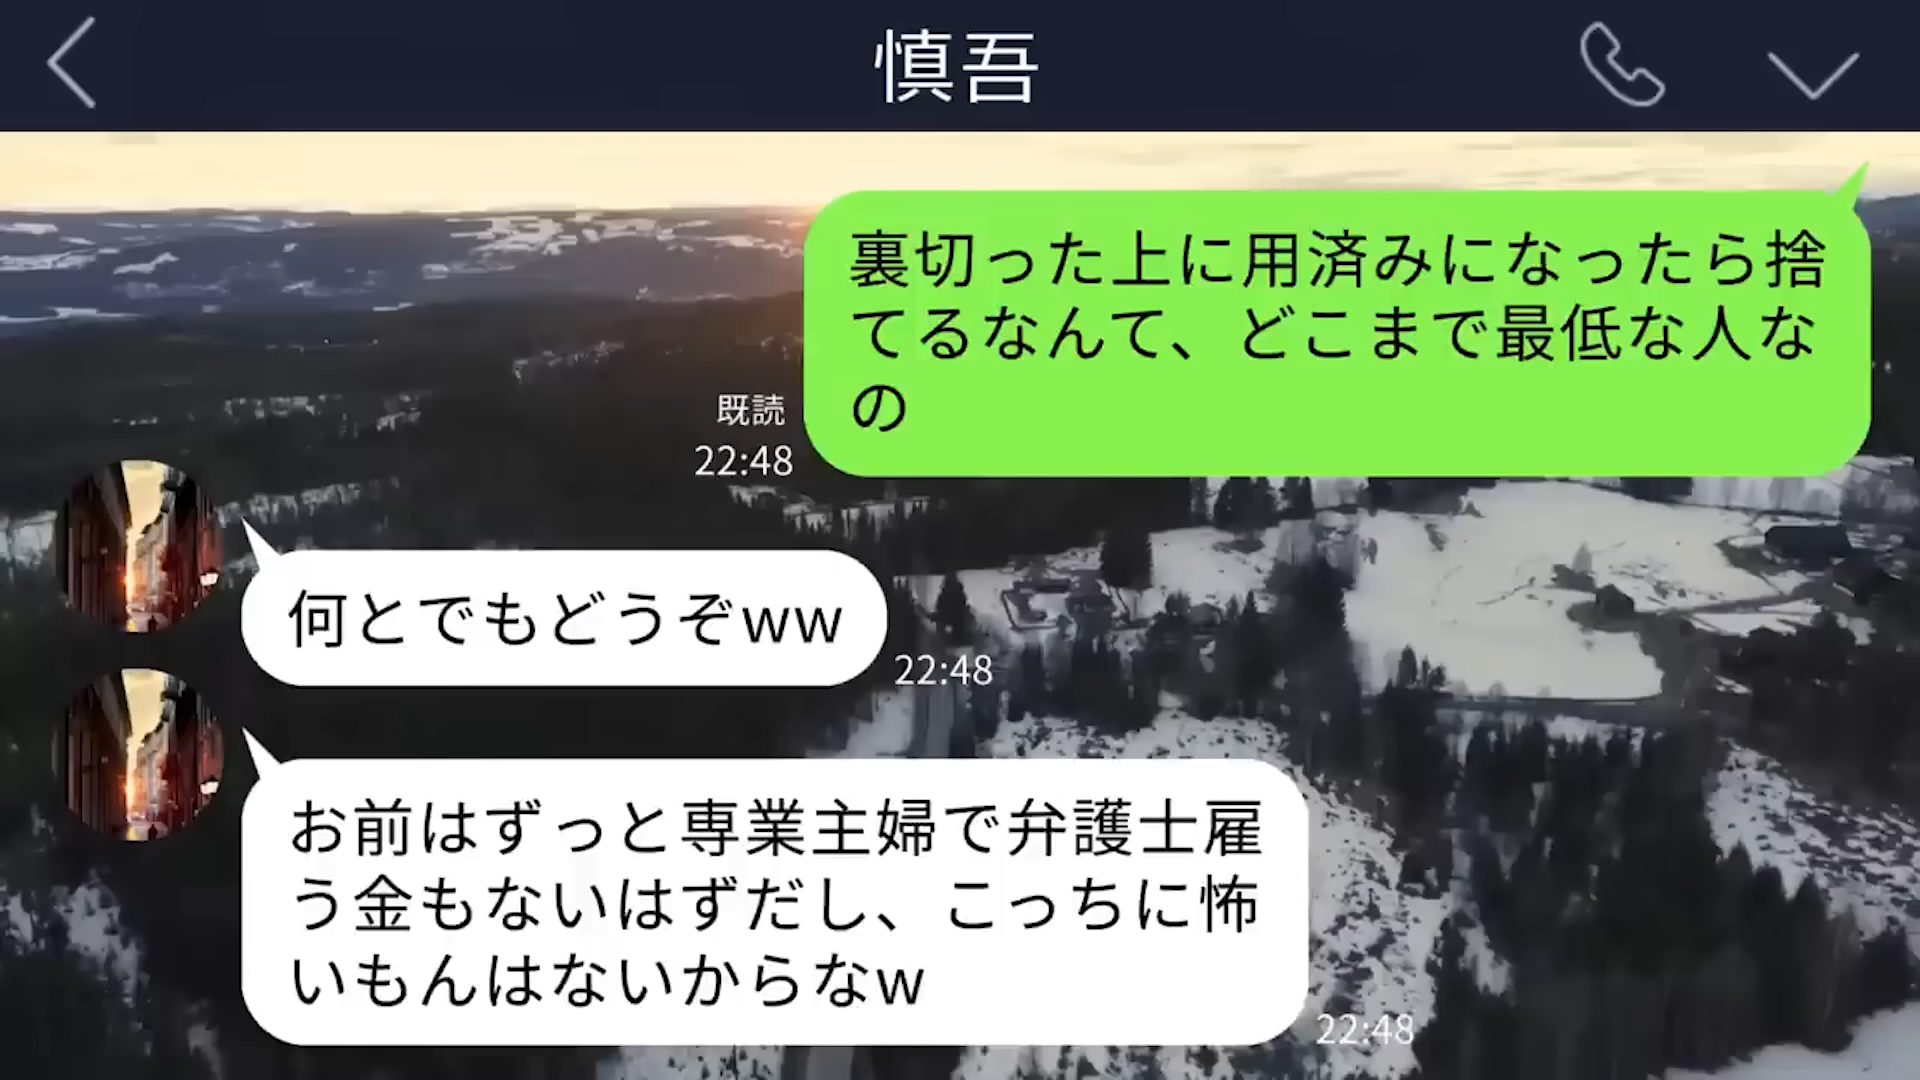 慎吾
裏切った上に用済みになったら捨
てるなんて、どこまで最低な人な
の
既読
22:48
何とでもどうぞww
22:48
お前はずっと専業主婦で弁護士雇
う金もないはずだし、こっちに怖
いもんはないからなw
22:48